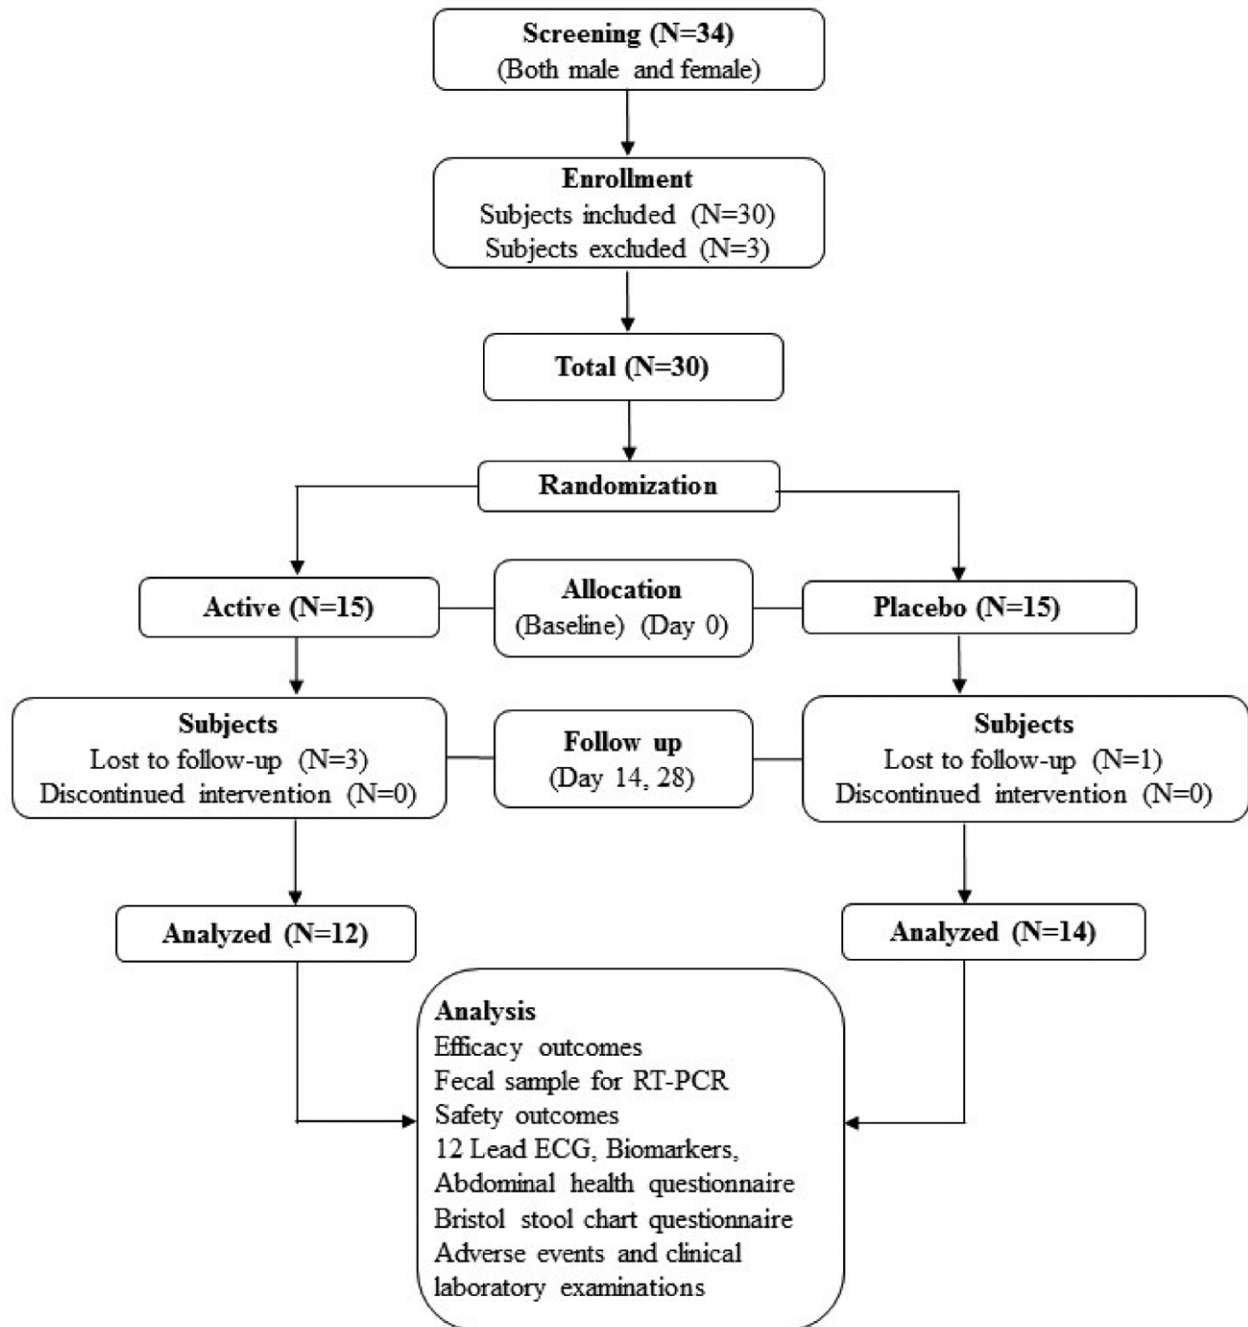 Screening (N=34)
(Both male and female)
Enrollment
Subjects included (N=30)
Subjects excluded (N=3)
Total (N=30)
Randomization
Active (N=15)
Allocation
(Baseline) (Day 0)
Placebo (N=15)
Subjects
Lost to follow-up (N=3)
Discontinued intervention (N=0)
Follow up
(Day 14, 28)
Subjects
Lost to follow-up (N=1)
Discontinued intervention (N=0)
Analyzed (N=12)
Analyzed (N=14)
Analysis
Efficacy outcomes
Fecal sample for RT-PCR
Safety outcomes
12 Lead ECG, Biomarkers,
Abdominal health questionnaire
Bristol stool chart questionnaire
Adverse events and clinical
laboratory examinations